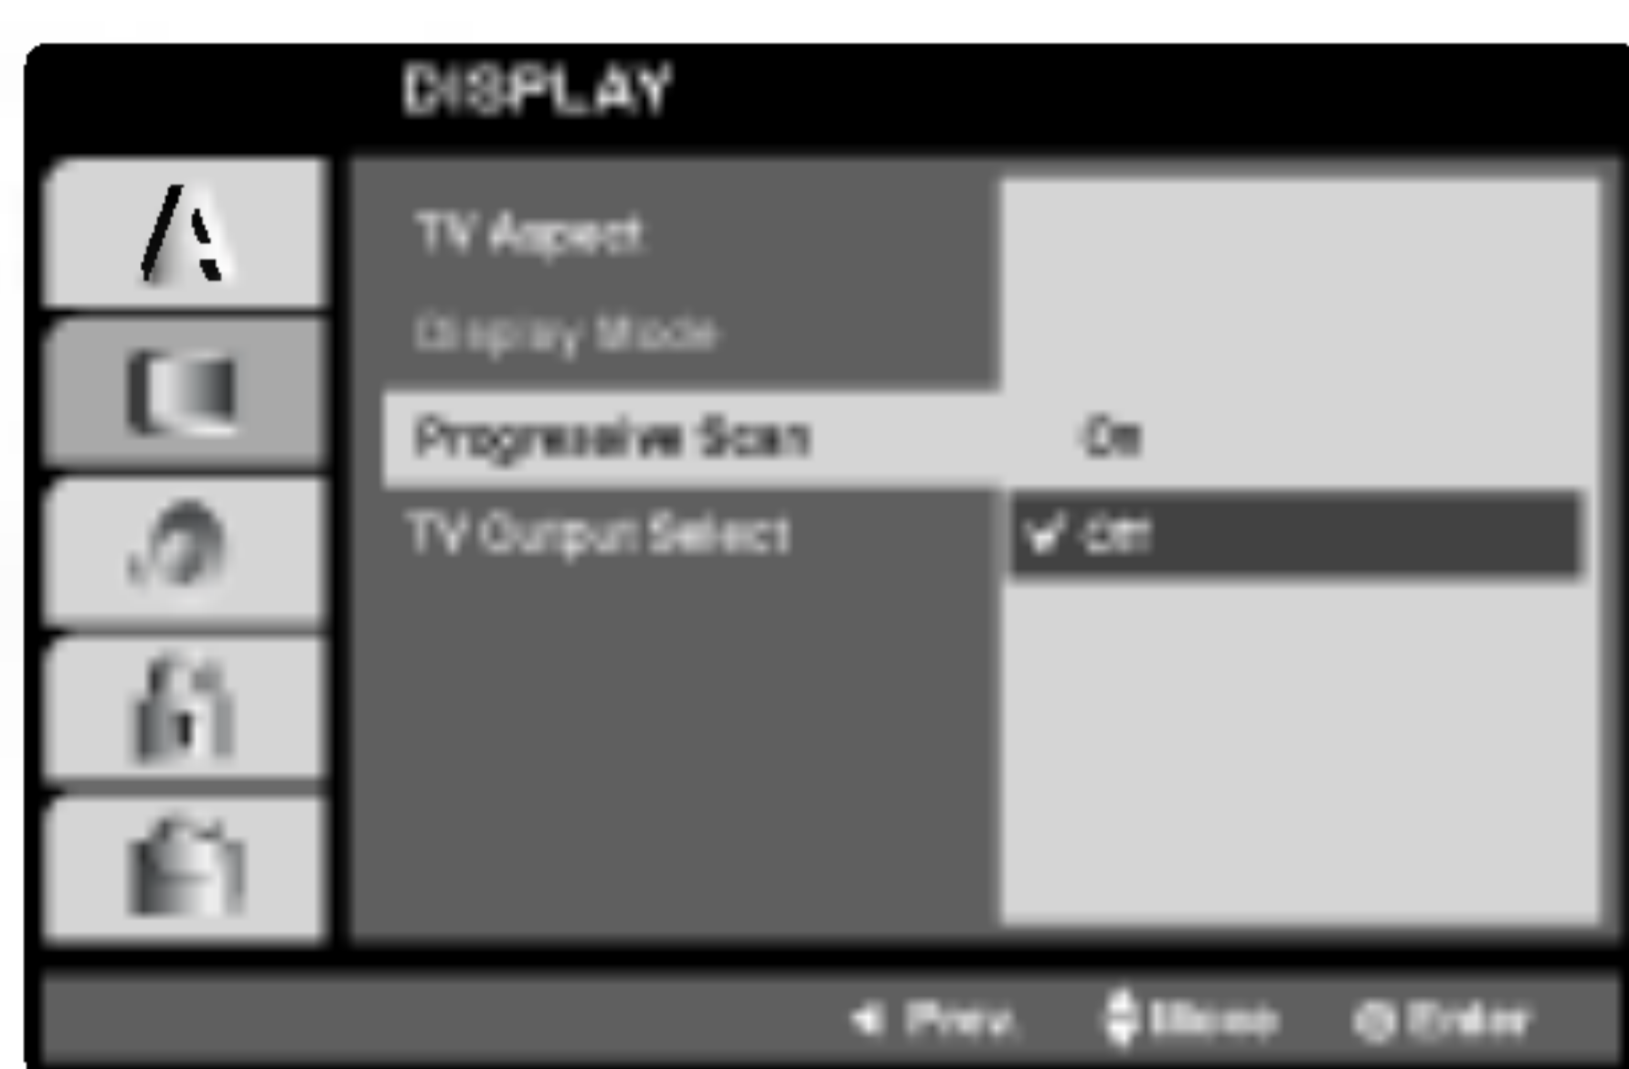 DISPLAY
TV Aspect
Display Mode
Progressive Scan On
TV Output Select ✔ Off
◀ Prev. Move Enter